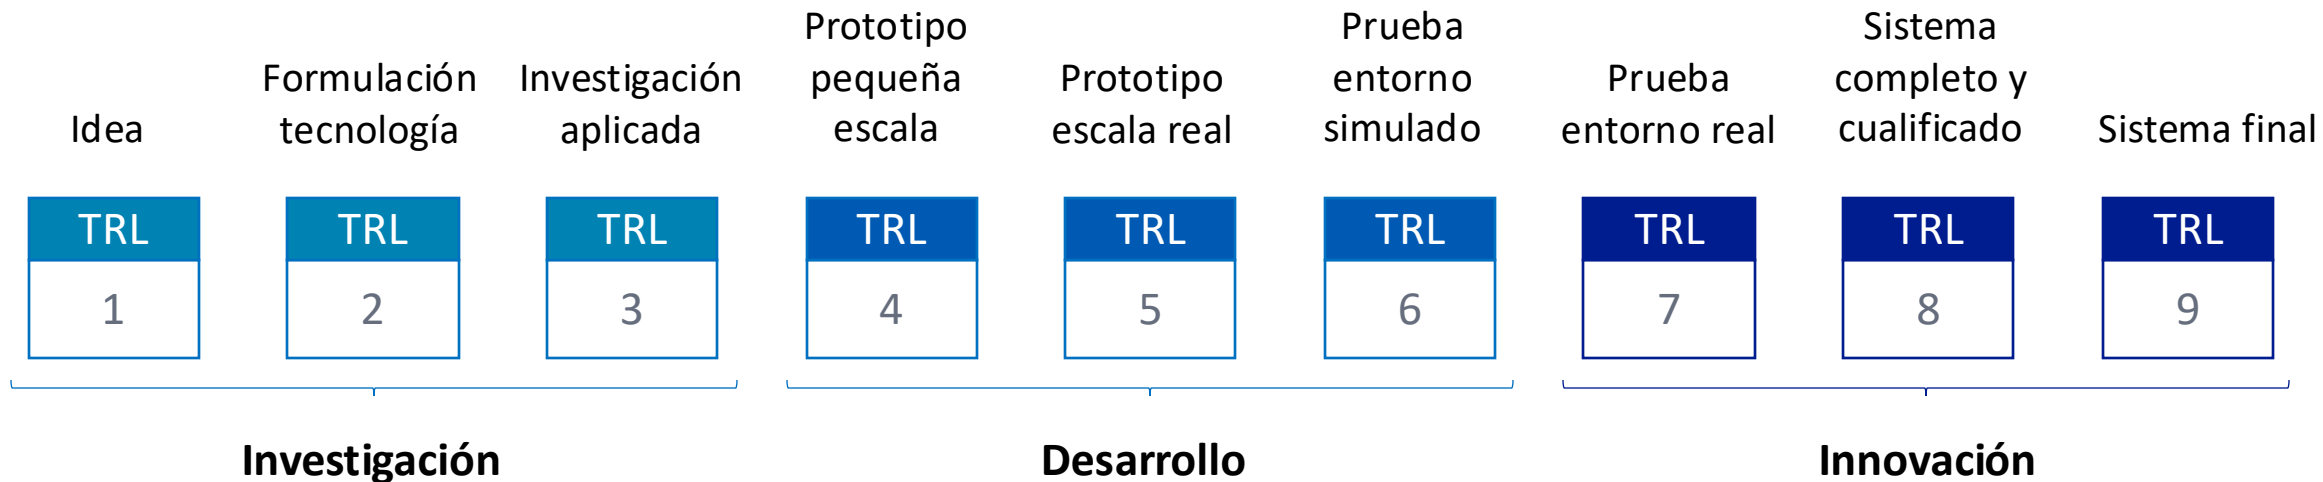 Idea
Formulación
tecnología
Investigación
aplicada
Prototipo
pequeña
escala
Prototipo
escala real
Prueba
entorno
simulado
Prueba
entorno real
Sistema
completo y
cualificado
Sistema final
TRL
1
TRL
2
TRL
3
TRL
4
TRL
5
TRL
6
TRL
7
TRL
8
TRL
9
Investigación
Desarrollo
Innovación